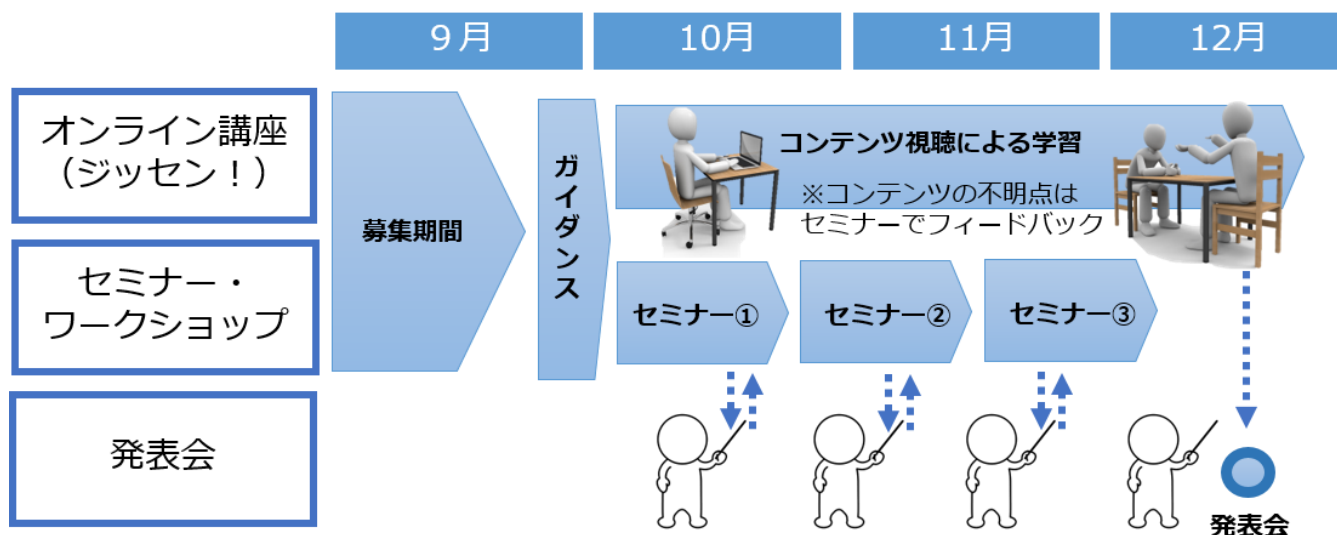 ９月
10月
11月
12月
オンライン講座
（ジッセン！）
募集期間
ガイダンス
コンテンツ視聴による学習
※コンテンツの不明点は
セミナーでフィードバック
セミナー・
ワークショップ
セミナー①
セミナー②
セミナー③
発表会
発表会